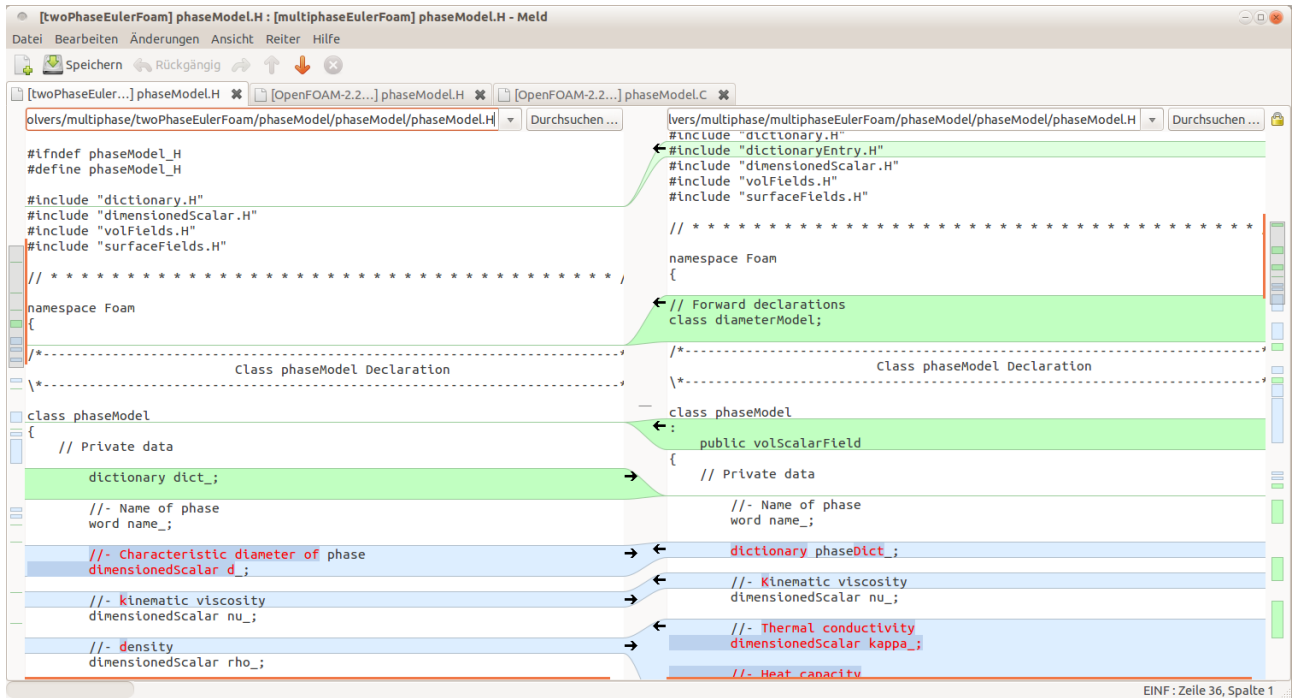 [twoPhaseEulerFoam] phaseModel.H : [multiphaseEulerFoam] phaseModel.H - Meld
Datei Bearbeiten Änderungen Ansicht Reiter Hilfe
Speichern Rückgängig
[twoPhaseEuler...] phaseModel.H [OpenFOAM-2.2...] phaseModel.H [OpenFOAM-2.2...] phaseModel.C
olvers/multiphase/twoPhaseEulerFoam/phaseModel/phaseModel/phaseModel.H Durchsuchen ...
#ifndef phaseModel_H
#define phaseModel_H
#include "dictionary.H"
#include "dimensionedScalar.H"
#include "volFields.H"
#include "surfaceFields.H"
// * * * * * * * * * * * * * * * * * * * * * * * * * * * * * * * * * * * * * /
namespace Foam
{
/*---------------------------------------------------------------------------*
Class phaseModel Declaration
\*---------------------------------------------------------------------------*
class phaseModel
{
// Private data
dictionary dict_;
//- Name of phase
word name_;
//- Characteristic diameter of phase
dimensionedScalar d_;
//- kinematic viscosity
dimensionedScalar nu_;
//- density
dimensionedScalar rho_;
lvers/multiphase/multiphaseEulerFoam/phaseModel/phaseModel/phaseModel.H Durchsuchen ...
#include "dictionary.H"
#include "dictionaryEntry.H"
#include "dimensionedScalar.H"
#include "volFields.H"
#include "surfaceFields.H"
// * * * * * * * * * * * * * * * * * * * * * * * * * * * * * * * * * * * * *
namespace Foam
{
// Forward declarations
class diameterModel;
/*---------------------------------------------------------------------------*
Class phaseModel Declaration
\*---------------------------------------------------------------------------*
class phaseModel
:
public volScalarField
{
// Private data
//- Name of phase
word name_;
dictionary phaseDict_;
//- Kinematic viscosity
dimensionedScalar nu_;
//- Thermal conductivity
dimensionedScalar kappa_;
//- Heat capacity
EINF : Zeile 36, Spalte 1